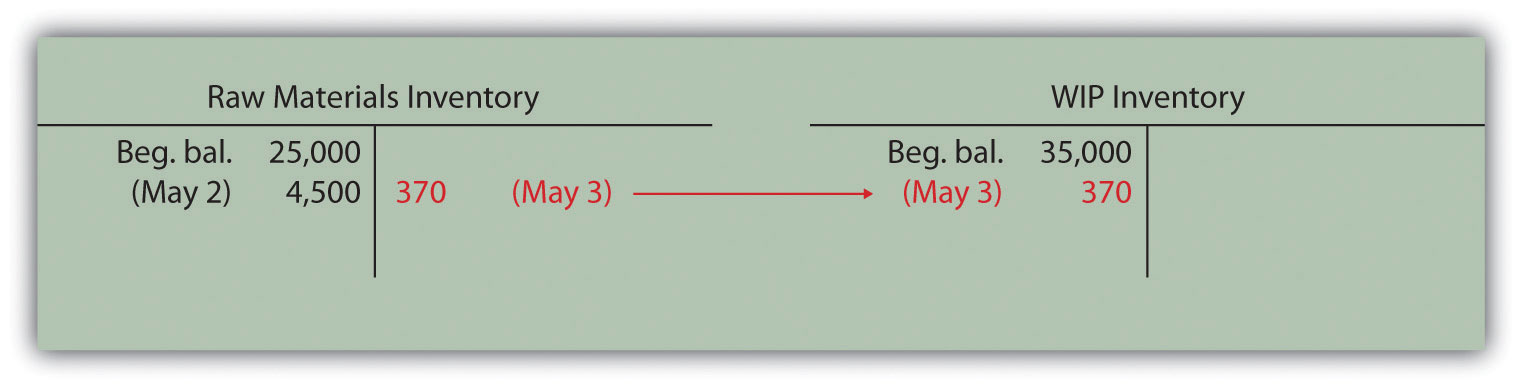 Raw Materials Inventory
Beg. bal. 25,000
(May 2) 4,500 370 (May 3)
WIP Inventory
Beg. bal. 35,000
(May 3) 370